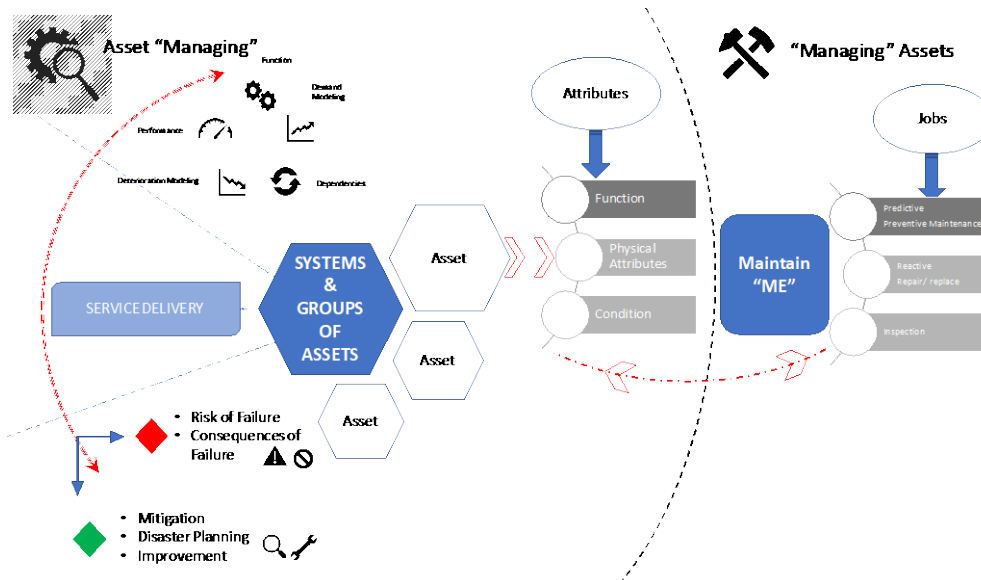 Asset “Managing”
Function
Demand
Modeling
Performance
Deterioration Modeling
Dependencies
SERVICE DELIVERY
SYSTEMS
&
GROUPS
OF
ASSETS
Asset
Asset
Asset
• Risk of Failure
• Consequences of
Failure
• Mitigation
• Disaster Planning
• Improvement
Attributes
Function
Physical
Attributes
Condition
“Managing” Assets
Jobs
Maintain
“ME”
Predictive
Preventive Maintenance
Reactive
Repair/ replace
Inspection